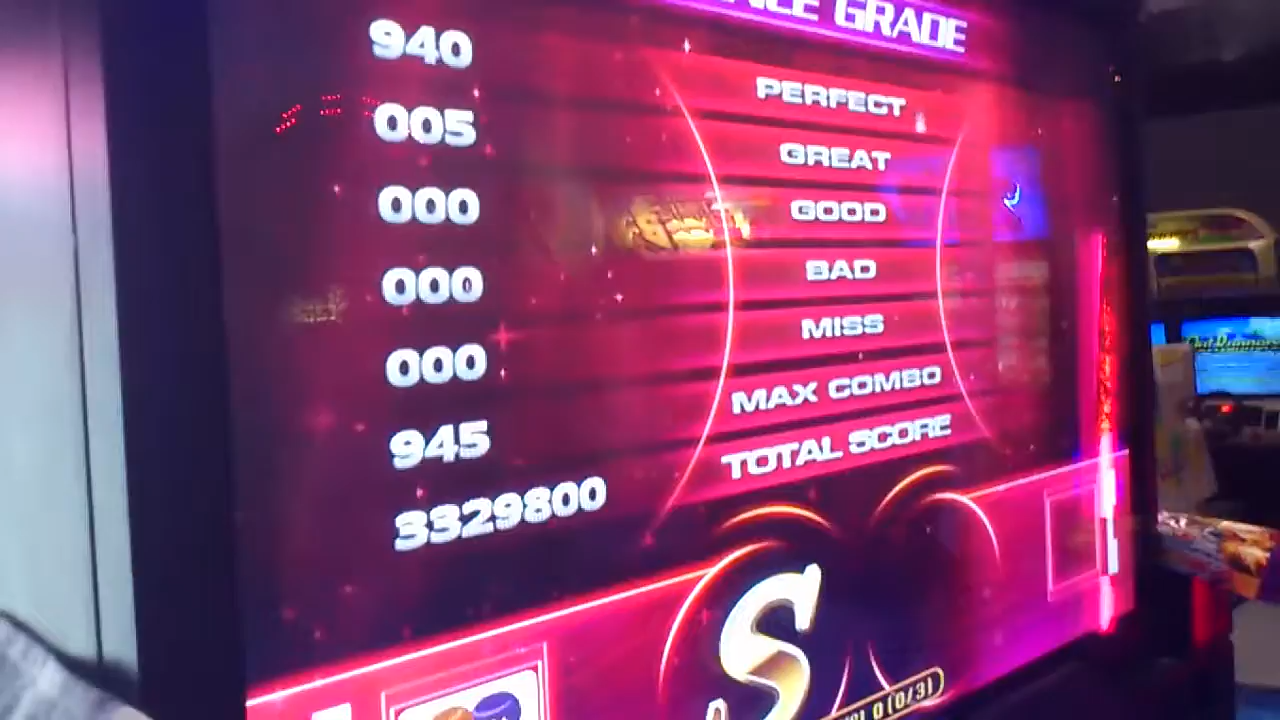 GRADE
940 PERFECT
005 GREAT
000 GOOD
000 BAD
000 MISS
945 MAX COMBO
3329800 TOTAL SCORE
S
0 (0/3)
OutRunners